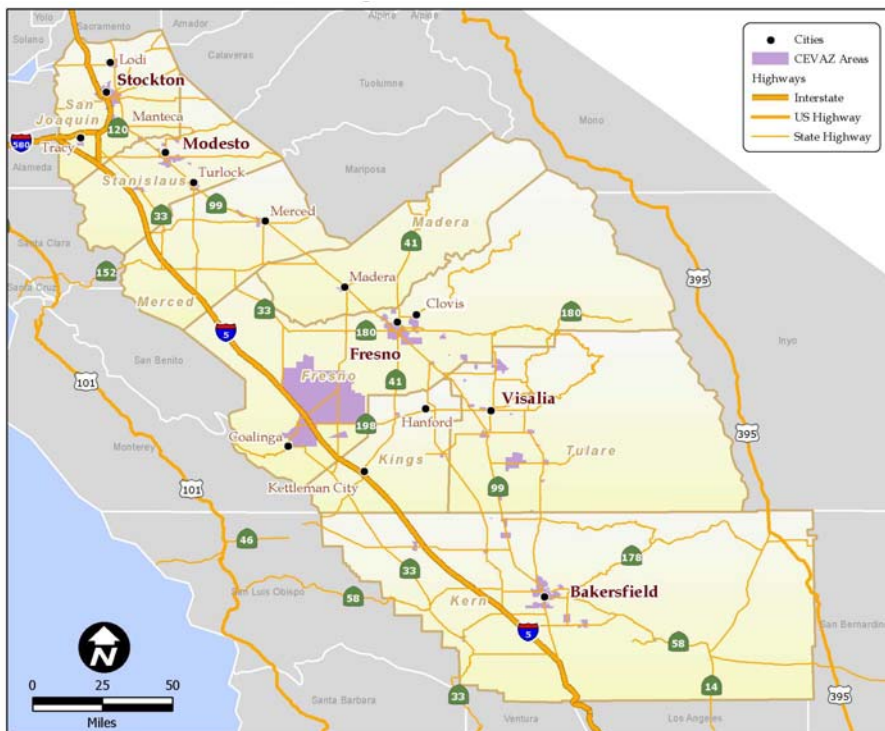 Yolo
Sacramento
Amador
Alpine
Alpine
Solano
Calaveras
Lodi
Stockton
San
Joaquin
Manteca
120
580
Tracy
Alameda
Modesto
Tuolumne
Mono
Turlock
Stanislaus
99
33
Merced
Mariposa
Madera
41
Santa Clara
152
Santa Cruz
Merced
Madera
33
5
Clovis
180
180
395
Inyo
San Benito
Fresno
Fresno
41
101
Visalia
Hanford
198
Coalinga
Kings
Tulare
395
Monterey
Kettleman City
99
101
46
178
33
San Luis Obispo
58
Kern
Bakersfield
5
58
San Bernardino
14
33
395
Santa Barbara
Ventura
Los Angeles
Cities
CEVAZ Areas
Highways
Interstate
US Highway
State Highway
N
0 25 50
Miles